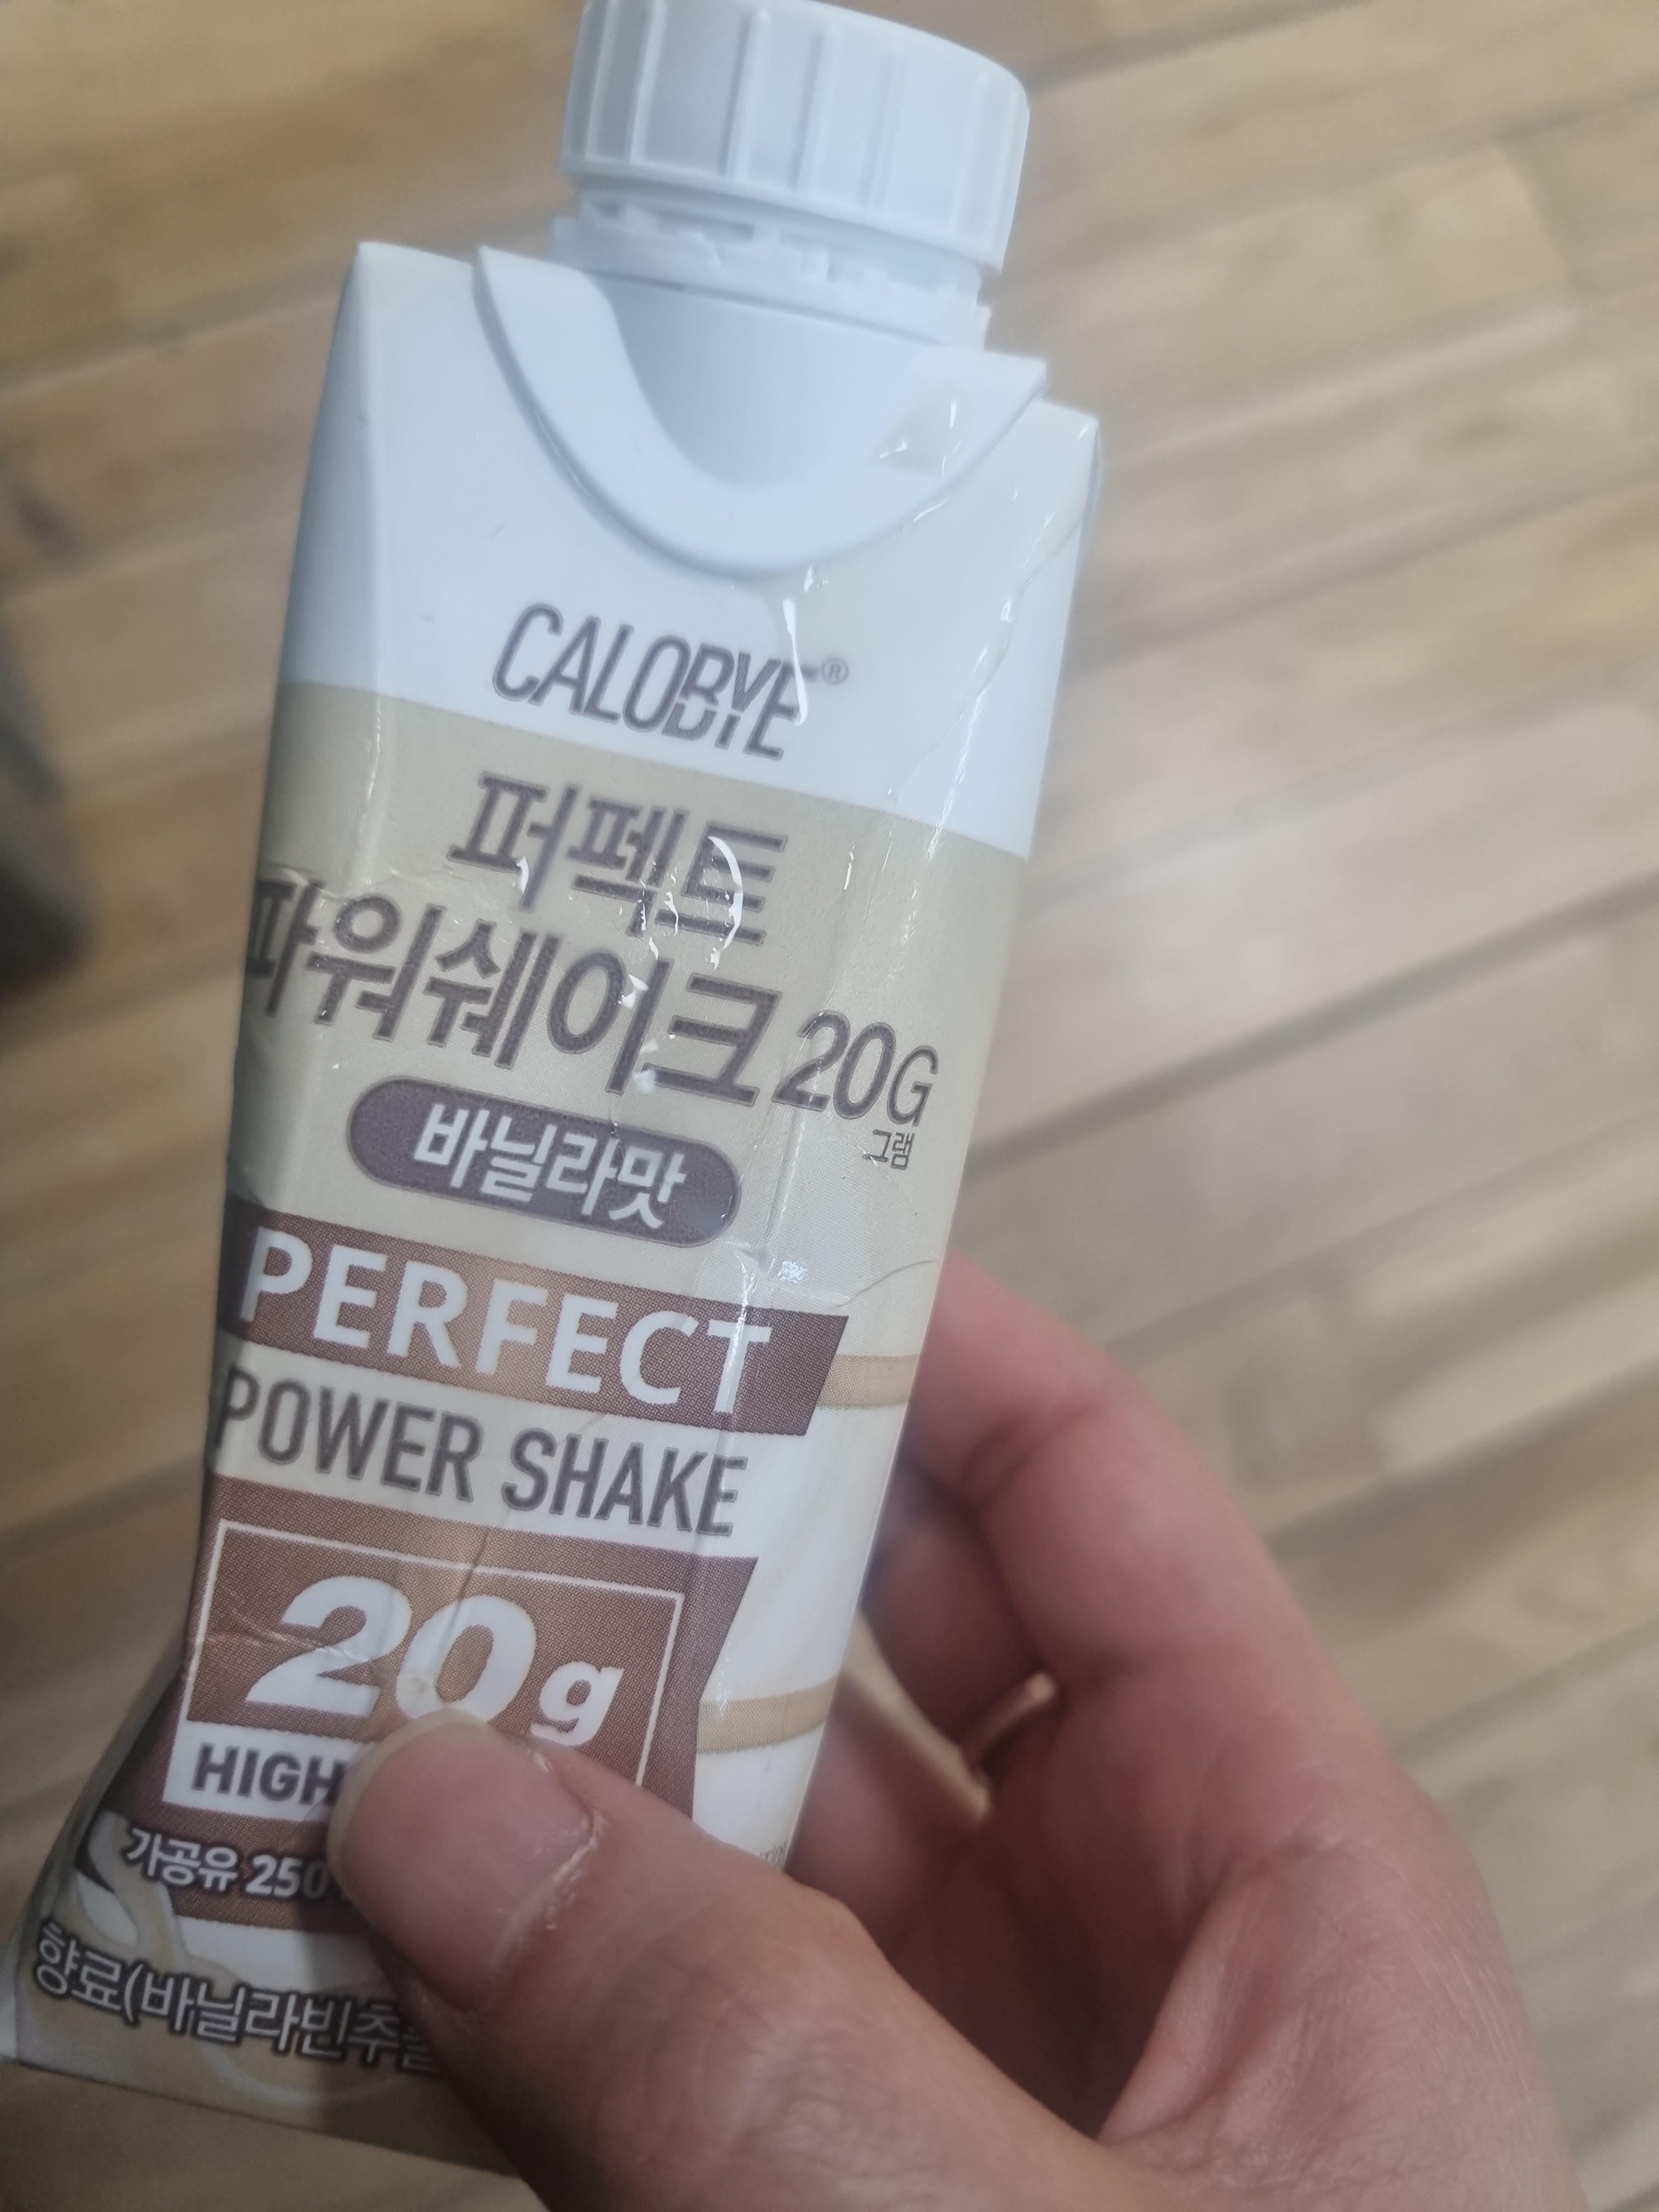 CALOBYE®
퍼펙트
파워쉐이크 20G
그램
바닐라맛
PERFECT
POWER SHAKE
20g
HIGH
가공유 250
향료(바닐라빈추출